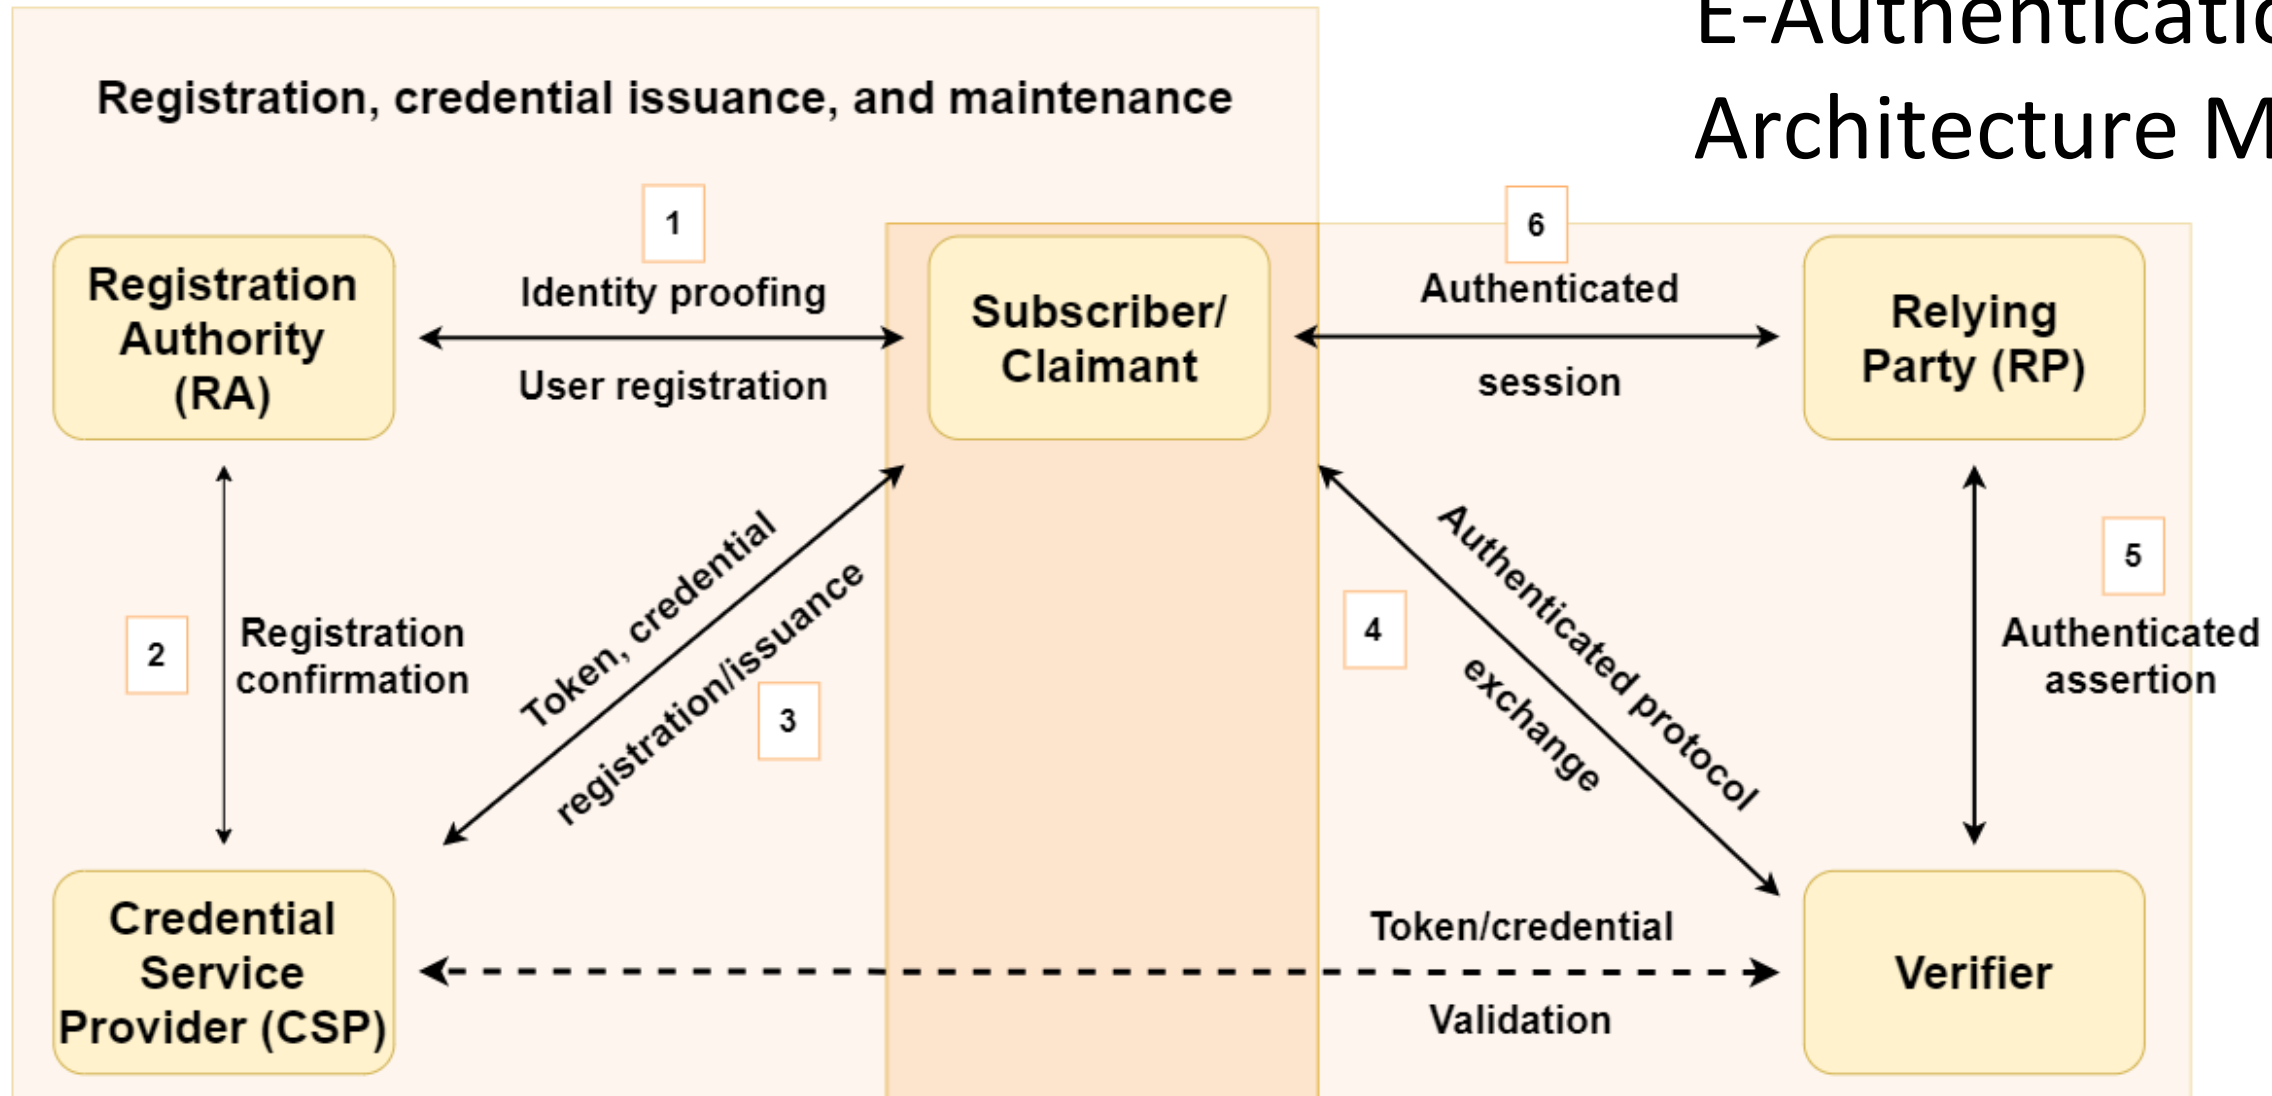 E-Authenticatio
Architecture M
Registration, credential issuance, and maintenance
1
6
Registration
Authority
(RA)
Identity proofing
User registration
Subscriber/
Claimant
Authenticated
session
Relying
Party (RP)
2
Registration
confirmation
Token, credential
registration/issuance
3
4
Authenticated protocol
exchange
5
Authenticated
assertion
Credential
Service
Provider (CSP)
Token/credential
Validation
Verifier